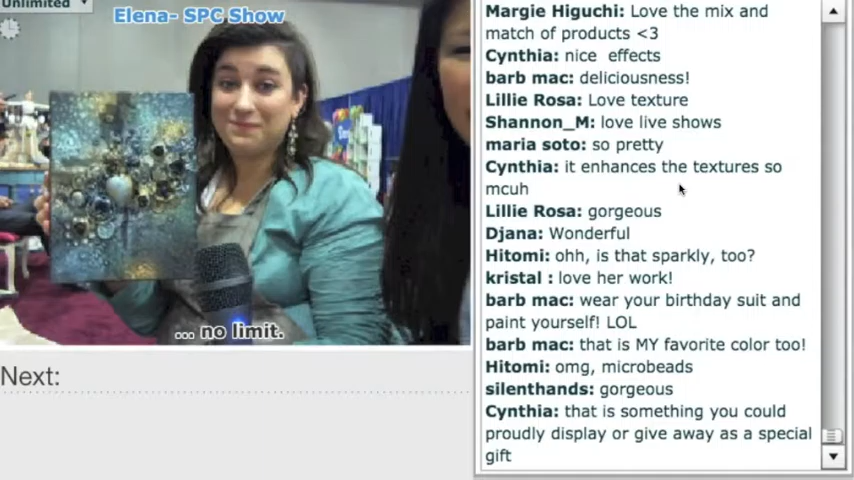 Unlimited
Elena- SPC Show
... no limit.
Next:
Margie Higuchi: Love the mix and
match of products <3
Cynthia: nice effects
barb mac: deliciousness!
Lillie Rosa: Love texture
Shannon_M: love live shows
maria soto: so pretty
Cynthia: it enhances the textures so
mcuh
Lillie Rosa: gorgeous
Djana: Wonderful
Hitomi: ohh, is that sparkly, too?
kristal : love her work!
barb mac: wear your birthday suit and
paint yourself! LOL
barb mac: that is MY favorite color too!
Hitomi: omg, microbeads
silenthands: gorgeous
Cynthia: that is something you could
proudly display or give away as a special
gift